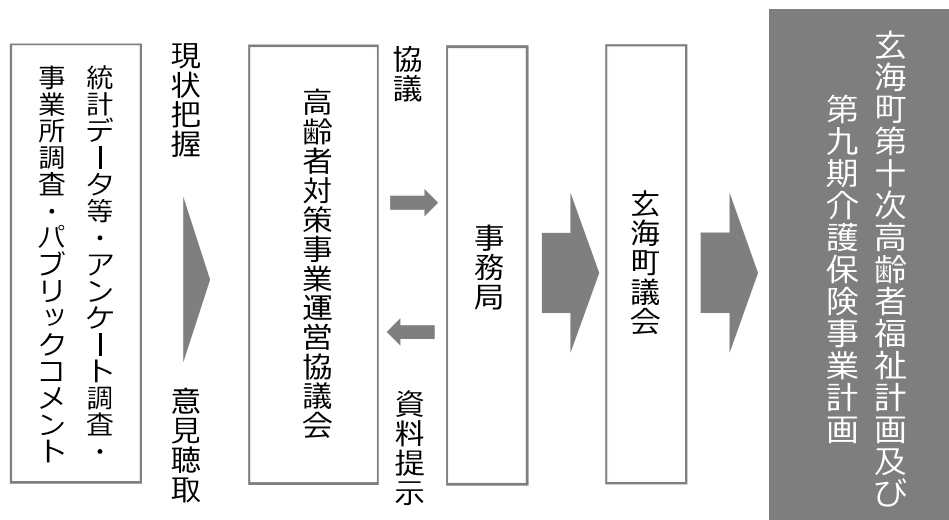 統計データ等・アンケート調査・
事業所調査・パブリックコメント
現状把握
意見聴取
高齢者対策事業運営協議会
協議
資料提示
事務局
玄海町議会
玄海町第十次高齢者福祉計画及び
第九期介護保険事業計画